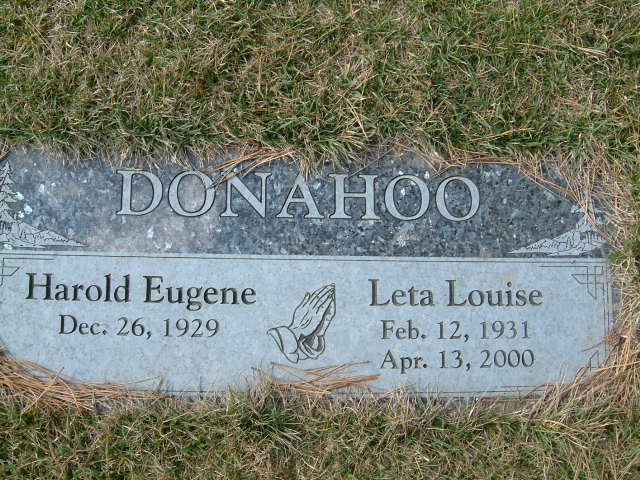 DONAHOO
Harold Eugene
Dec. 26, 1929
Leta Louise
Feb. 12, 1931
Apr. 13, 2000